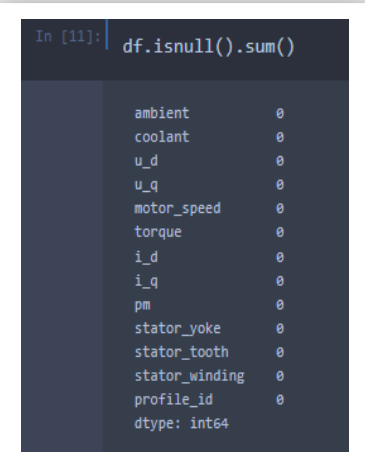 In [11]: df.isnull().sum()
ambient 0
coolant 0
u_d 0
u_q 0
motor_speed 0
torque 0
i_d 0
i_q 0
pm 0
stator_yoke 0
stator_tooth 0
stator_winding 0
profile_id 0
dtype: int64